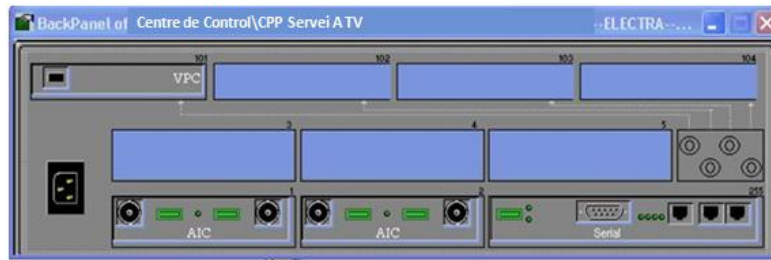 BackPanel of Centre de Control\CPP Servei A TV --ELECTRA--...
101 102 103 104
VPC
3 4 5
1 2 255
AIC AIC Serial